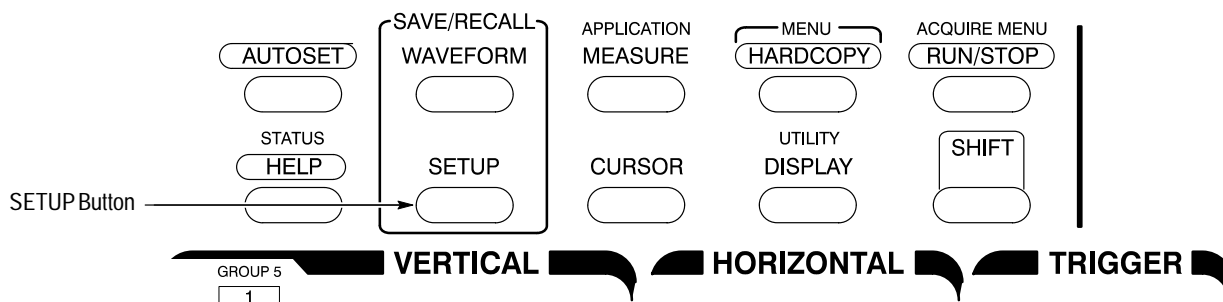 SAVE/RECALL APPLICATION MENU ACQUIRE MENU
AUTOSET WAVEFORM MEASURE HARDCOPY RUN/STOP
STATUS UTILITY SHIFT
HELP SETUP CURSOR DISPLAY
SETUP Button
VERTICAL HORIZONTAL TRIGGER
GROUP 5
1